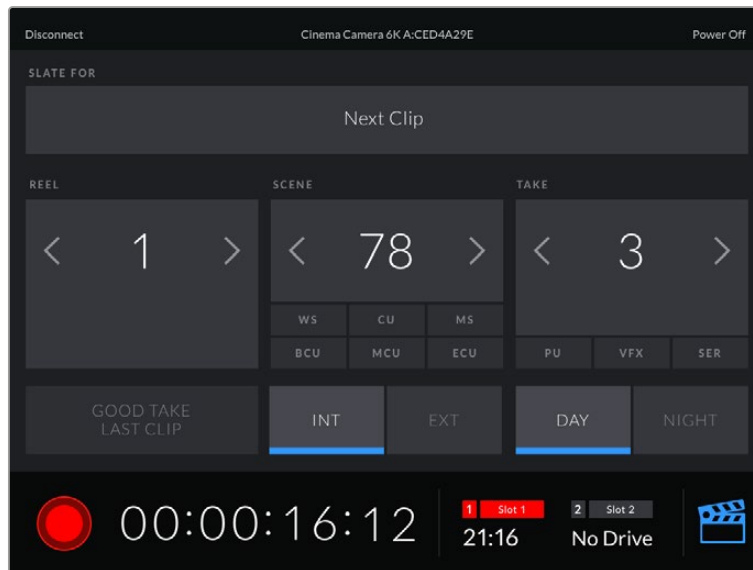 Disconnect Cinema Camera 6K A:CED4A29E Power Off
SLATE FOR
Next Clip
REEL SCENE TAKE
1 78 3
WS CU MS
BCU MCU ECU PU VFX SER
GOOD TAKE
LAST CLIP
INT EXT DAY NIGHT
00:00:16:12
1 Slot 1 2 Slot 2
21:16 No Drive